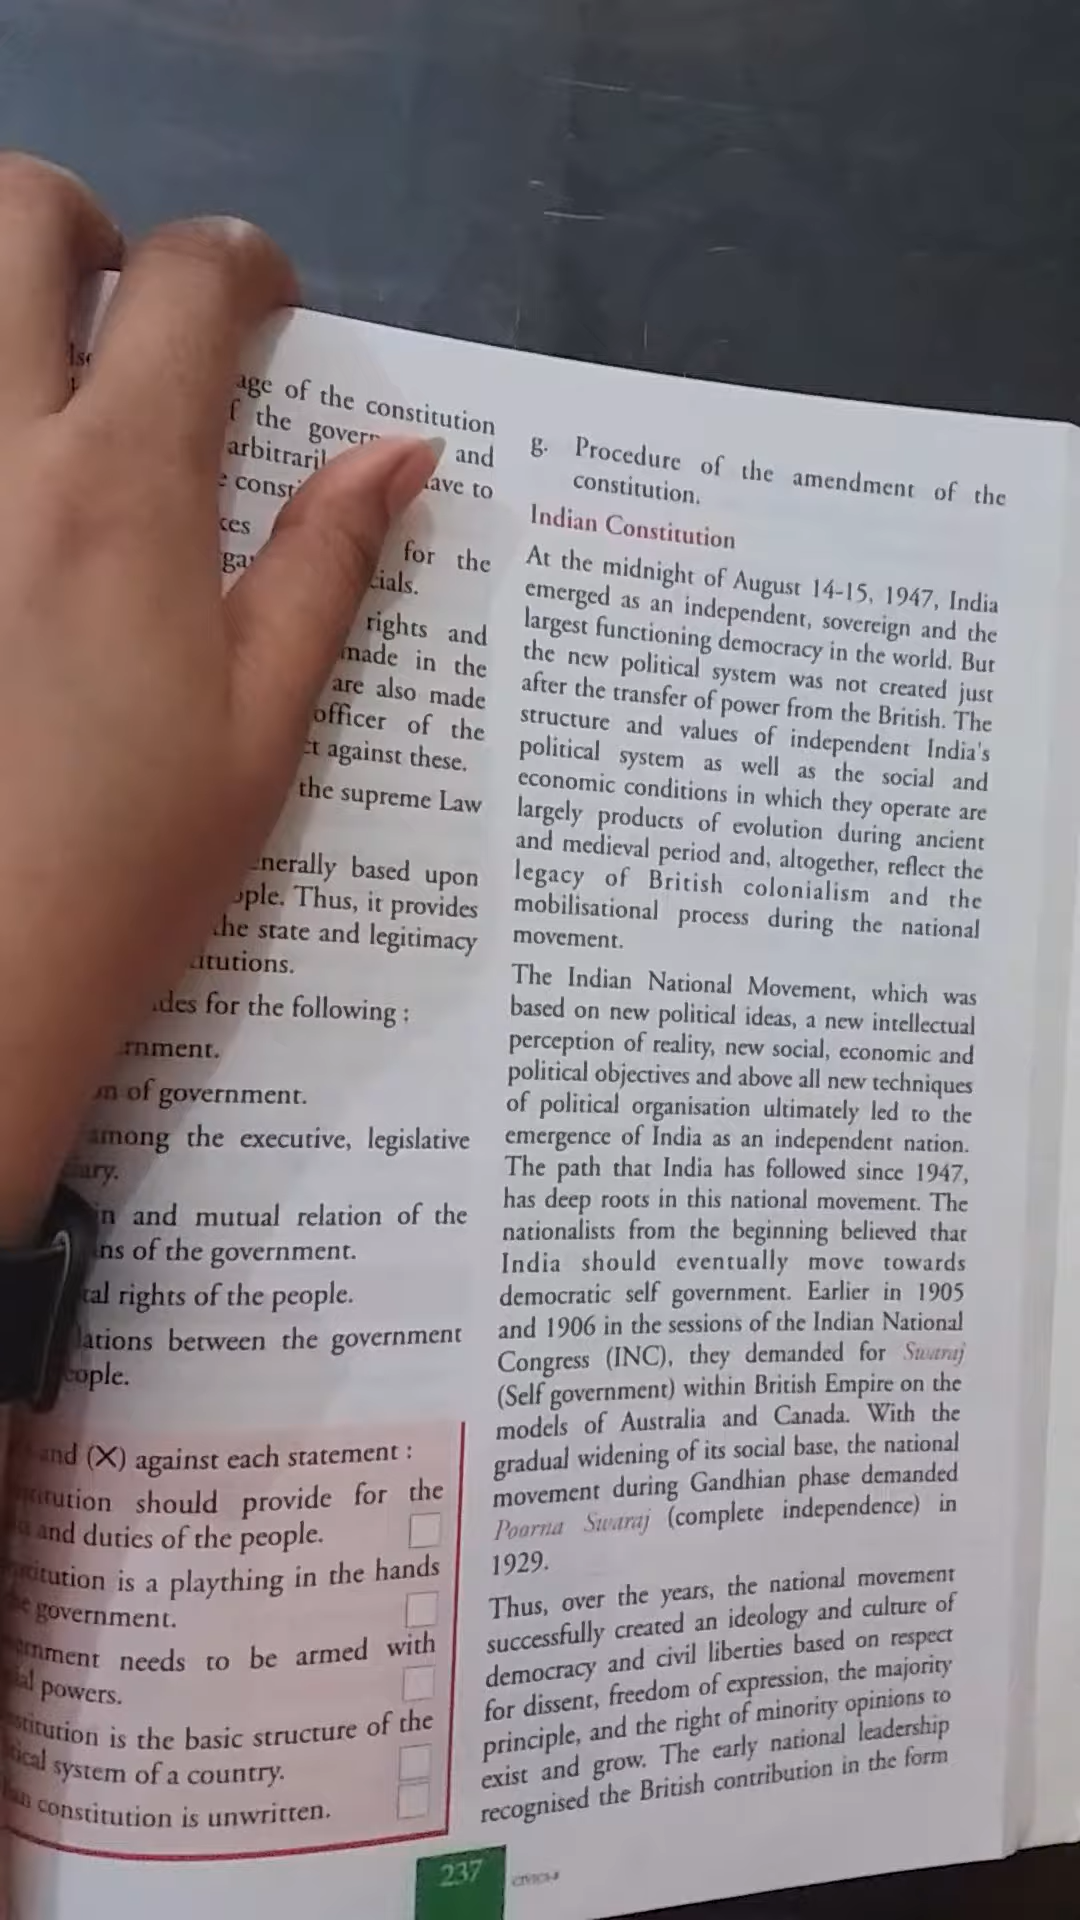 age of the constitution
the and
ave to
for the
rights and
made in the
are also made
officer of the
against these.
the supreme Law
based upon
Thus, it provides
the state and legitimacy
for the following :
of government.
among the executive, legislative
and mutual relation of the
of the government.
rights of the people.
between the government
and (X) against each statement :
should provide for the
and duties of the people.
is a plaything in the hands
government.
needs to be armed with
powers.
is the basic structure of the
system of a country.
constitution is unwritten.
g. Procedure of the amendment of the
constitution.
Indian Constitution
At the midnight of August 14-15, 1947, India
emerged as an independent, sovereign and the
largest functioning democracy in the world. But
the new political system was not created just
after the transfer of power from the British. The
structure and values of independent India's
political system as well as the social and
economic conditions in which they operate are
largely products of evolution during ancient
and medieval period and, altogether, reflect the
legacy of British colonialism and the
mobilisational process during the national
movement.
The Indian National Movement, which was
based on new political ideas, a new intellectual
perception of reality, new social, economic and
political objectives and above all new techniques
of political organisation ultimately led to the
emergence of India as an independent nation.
The path that India has followed since 1947,
has deep roots in this national movement. The
nationalists from the beginning believed that
India should eventually move towards
democratic self government. Earlier in 1905
and 1906 in the sessions of the Indian National
Congress (INC), they demanded for Swaraj
(Self government) within British Empire on the
models of Australia and Canada. With the
gradual widening of its social base, the national
movement during Gandhian phase demanded
Poorna Swaraj (complete independence) in
1929.
Thus, over the years, the national movement
successfully created an ideology and culture of
democracy and civil liberties based on respect
for dissent, freedom of expression, the majority
principle, and the right of minority opinions to
exist and grow. The early national leadership
recognised the British contribution in the form
237